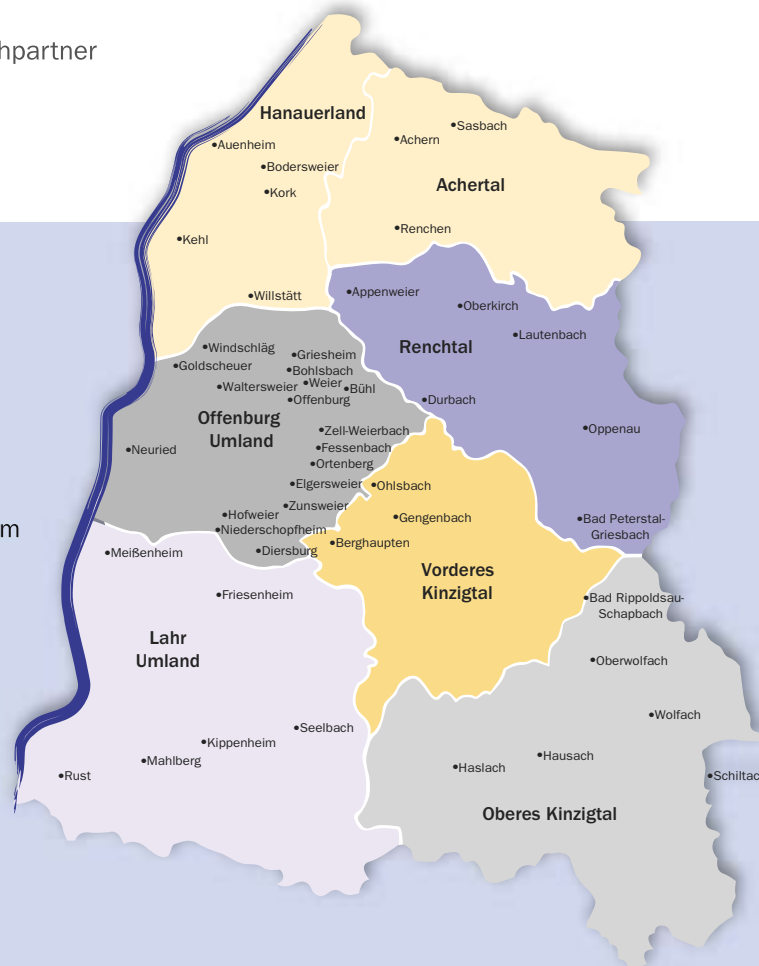 hpartner
Hanauerland
•Auenheim
•Bodersweier
•Kork
•Kehl
•Willstätt
•Sasbach
•Achern
Achertal
•Renchen
•Appenweier
•Oberkirch
•Lautenbach
Renchtal
•Durbach
•Oppenau
•Bad Peterstal-
Griesbach
•Windschläg
•Griesheim
•Goldscheuer
•Bohlsbach
•Waltersweier
•Weier
•Bühl
•Offenburg
Offenburg
Umland
•Zell-Weierbach
•Neuried
•Fessenbach
•Ortenberg
•Elgersweier
•Zunsweier
•Hofweier
•Niederschopfheim
•Diersburg
m
•Ohlsbach
•Gengenbach
•Berghaupten
Vorderes
Kinzigtal
•Meißenheim
•Friesenheim
Lahr
Umland
•Seelbach
•Kippenheim
•Mahlberg
•Rust
•Bad Rippoldsau-
Schapbach
•Oberwolfach
•Wolfach
•Hausach
•Haslach
•Schiltac
Oberes Kinzigtal